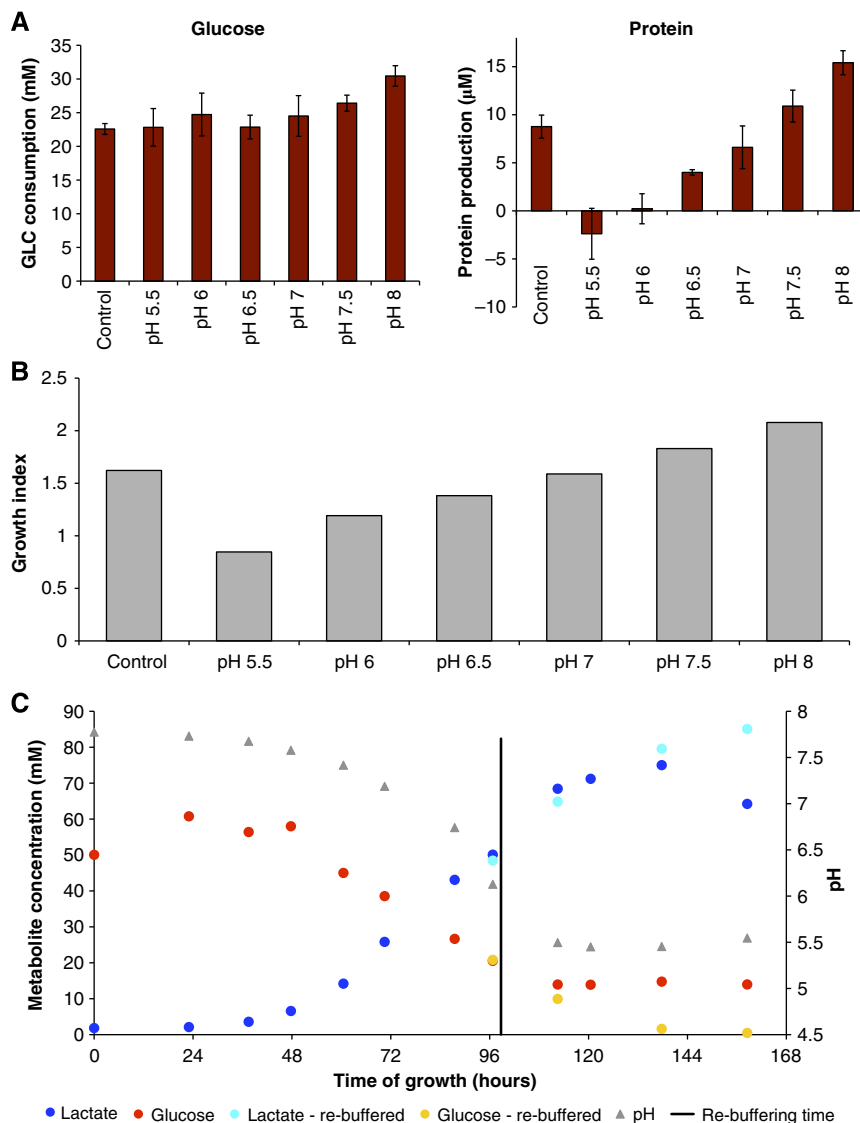 A
Glucose
GLC consumption (mM)
35
30
25
20
15
10
5
0
Control
pH 5.5
pH 6
pH 6.5
pH 7
pH 7.5
pH 8
Protein
Protein production (µM)
15
10
5
0
−5
−10
Control
pH 5.5
pH 6
pH 6.5
pH 7
pH 7.5
pH 8
B
Growth index
2.5
2
1.5
1
0.5
0
Control
pH 5.5
pH 6
pH 6.5
pH 7
pH 7.5
pH 8
C
Metabolite concentration (mM)
90
80
70
60
50
40
30
20
10
0
8
7.5
7
6.5
6
5.5
5
4.5
pH
0
24
48
72
96
120
144
168
Time of growth (hours)
Lactate
Glucose
Lactate - re-buffered
Glucose - re-buffered
pH
Re-buffering time